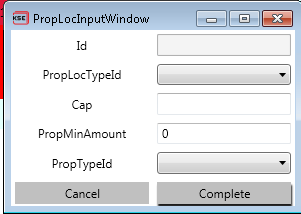 KSE PropLocInputWindow
Id
PropLocTypeId
Cap
PropMinAmount 0
PropTypeId
Cancel Complete